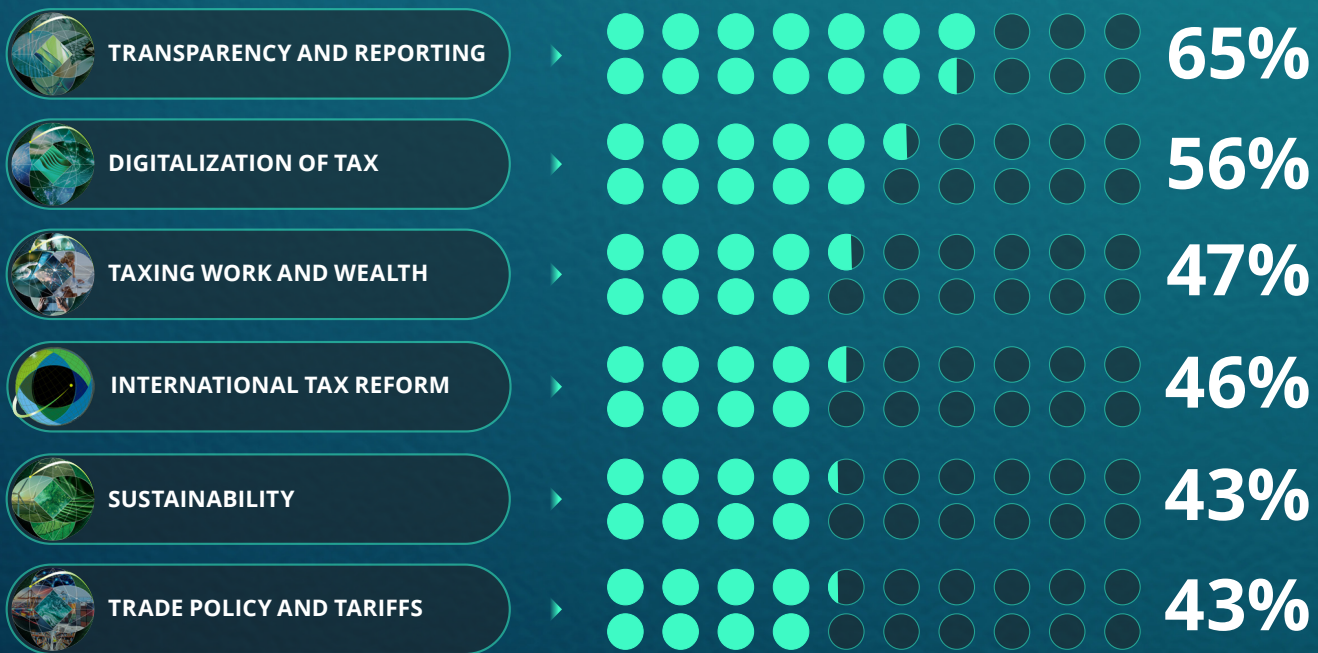 TRANSPARENCY AND REPORTING 65%
DIGITALIZATION OF TAX 56%
TAXING WORK AND WEALTH 47%
INTERNATIONAL TAX REFORM 46%
SUSTAINABILITY 43%
TRADE POLICY AND TARIFFS 43%